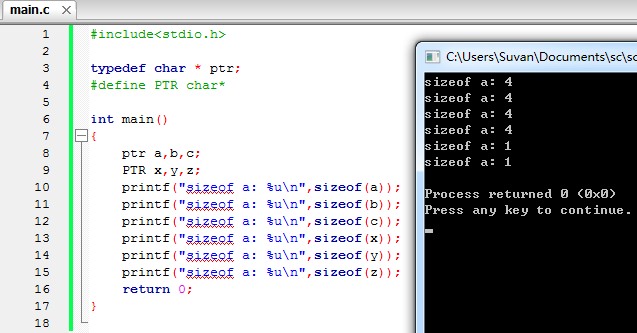 main.c
C:\Users\Suvan\Documents\sc\
1 #include<stdio.h>
2
3 typedef char * ptr;
4 #define PTR char*
5
6 int main()
7 {
8 ptr a,b,c;
9 PTR x,y,z;
10 printf("sizeof a: %u\n",sizeof(a));
11 printf("sizeof a: %u\n",sizeof(b));
12 printf("sizeof a: %u\n",sizeof(c));
13 printf("sizeof a: %u\n",sizeof(x));
14 printf("sizeof a: %u\n",sizeof(y));
15 printf("sizeof a: %u\n",sizeof(z));
16 return 0;
17 }
18
sizeof a: 4
sizeof a: 4
sizeof a: 4
sizeof a: 4
sizeof a: 1
sizeof a: 1
Process returned 0 (0x0)
Press any key to continue.